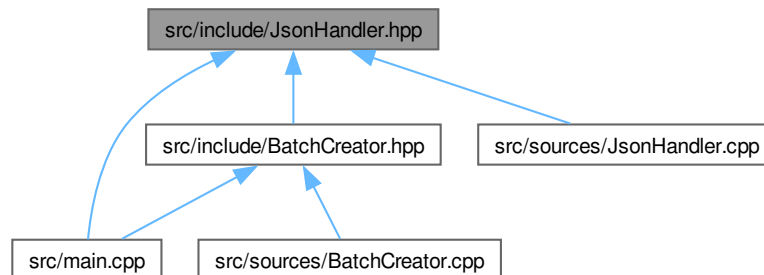 src/include/JsonHandler.hpp
src/include/BatchCreator.hpp
src/sources/JsonHandler.cpp
src/main.cpp
src/sources/BatchCreator.cpp